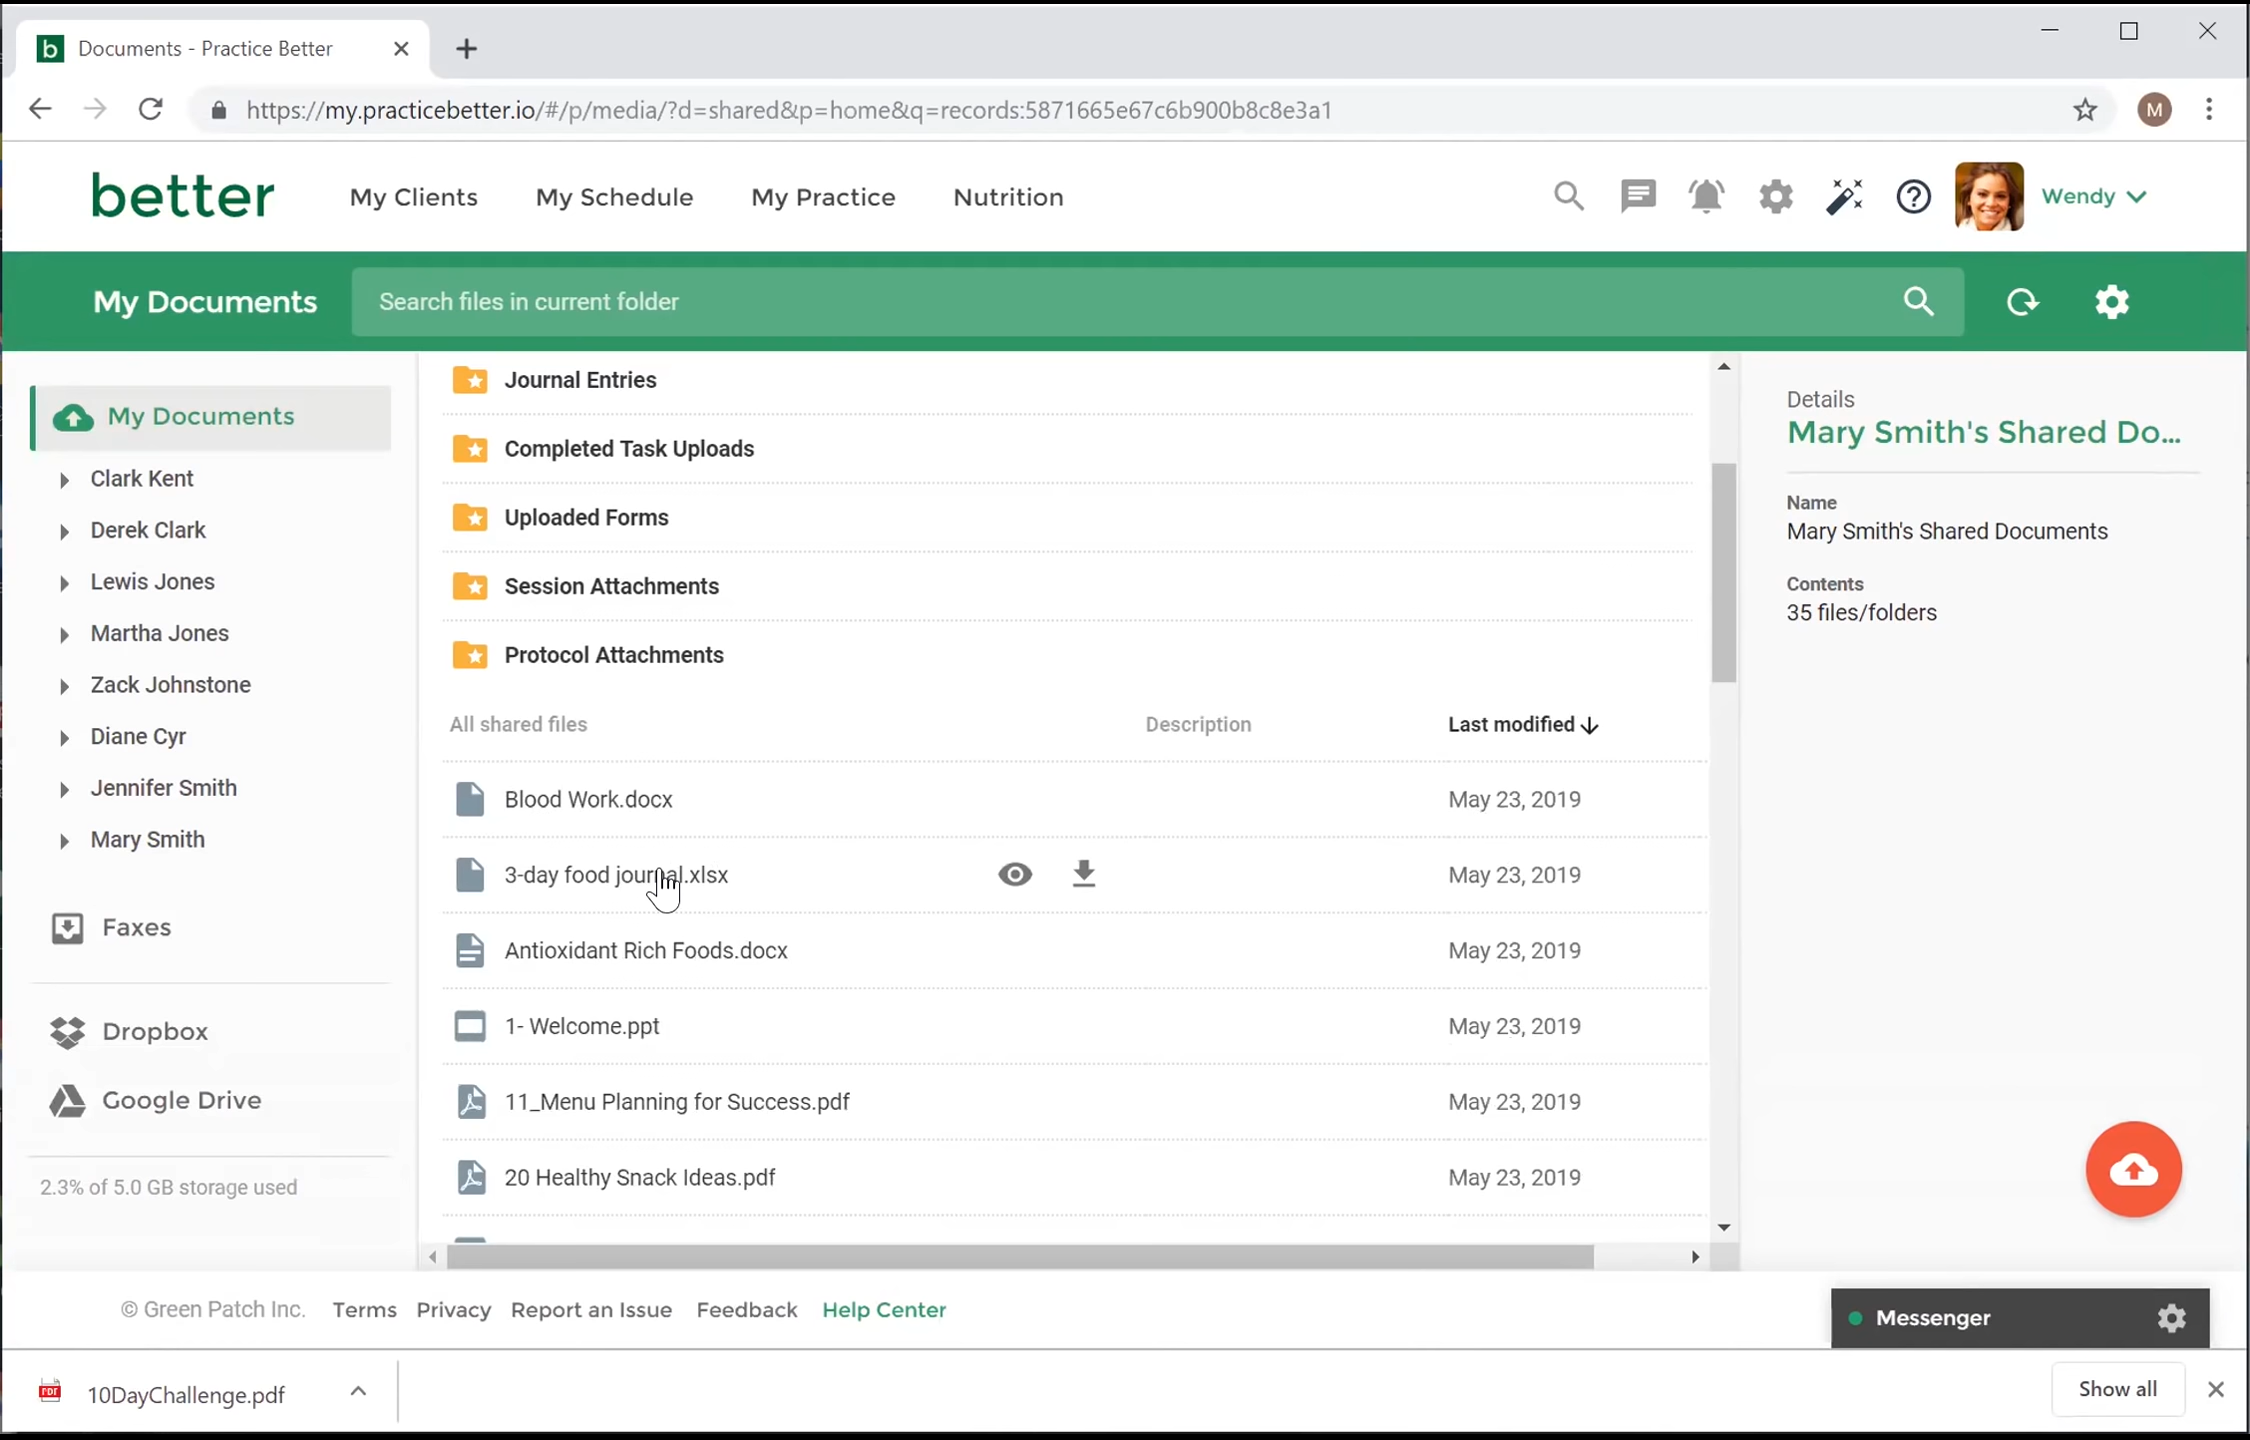 b Documents - Practice Better
https://my.practicebetter.io/#/p/media/?d=shared&p=home&q=records:5871665e67c6b900b8c8e3a1
M
better My Clients My Schedule My Practice Nutrition Wendy
My Documents Search files in current folder
My Documents
Clark Kent
Derek Clark
Lewis Jones
Martha Jones
Zack Johnstone
Diane Cyr
Jennifer Smith
Mary Smith
Faxes
Dropbox
Google Drive
2.3% of 5.0 GB storage used
Journal Entries
Completed Task Uploads
Uploaded Forms
Session Attachments
Protocol Attachments
All shared files Description Last modified
Blood Work.docx May 23, 2019
3-day food journal.xlsx May 23, 2019
Antioxidant Rich Foods.docx May 23, 2019
1- Welcome.ppt May 23, 2019
11_Menu Planning for Success.pdf May 23, 2019
20 Healthy Snack Ideas.pdf May 23, 2019
Details
Mary Smith's Shared Do...
Name
Mary Smith's Shared Documents
Contents
35 files/folders
© Green Patch Inc. Terms Privacy Report an Issue Feedback Help Center
Messenger
PDF 10DayChallenge.pdf Show all